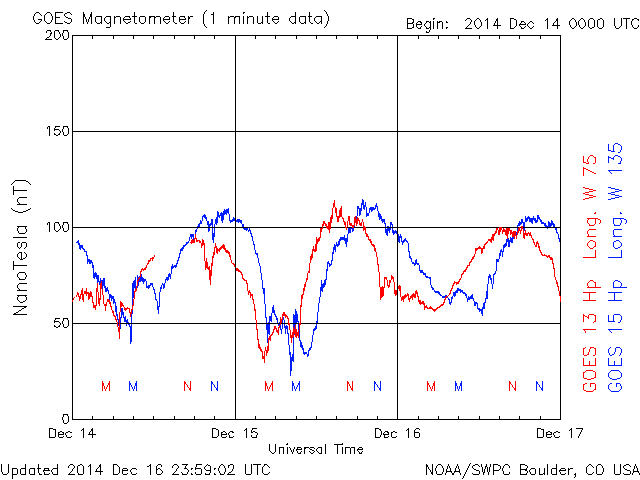 GOES Magnetometer (1 minute data)
Begin: 2014 Dec 14 0000 UTC
200
150
100
50
0
NanoTesla (nT)
M M N N M M N N M M N N
Dec 14 Dec 15 Dec 16 Dec 17
Universal Time
GOES 13 Hp Long. W 75
GOES 15 Hp Long. W 135
Updated 2014 Dec 16 23:59:02 UTC
NOAA/SWPC Boulder, CO USA